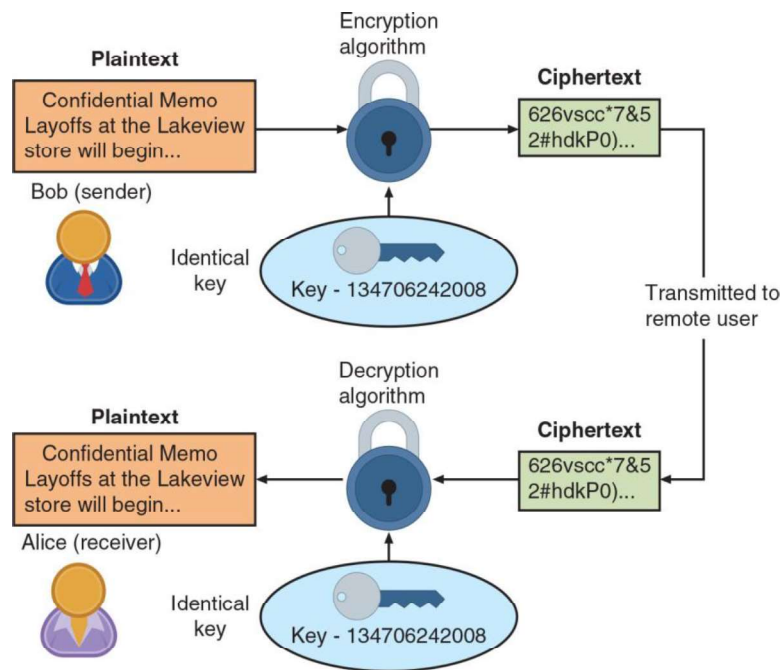 Encryption
algorithm
Plaintext
Confidential Memo
Layoffs at the Lakeview
store will begin...
Ciphertext
626vscc*7&5
2#hdkP0)...
Bob (sender)
Identical
key
Key - 134706242008
Transmitted to
remote user
Decryption
algorithm
Plaintext
Confidential Memo
Layoffs at the Lakeview
store will begin...
Ciphertext
626vscc*7&5
2#hdkP0)...
Alice (receiver)
Identical
key
Key - 134706242008